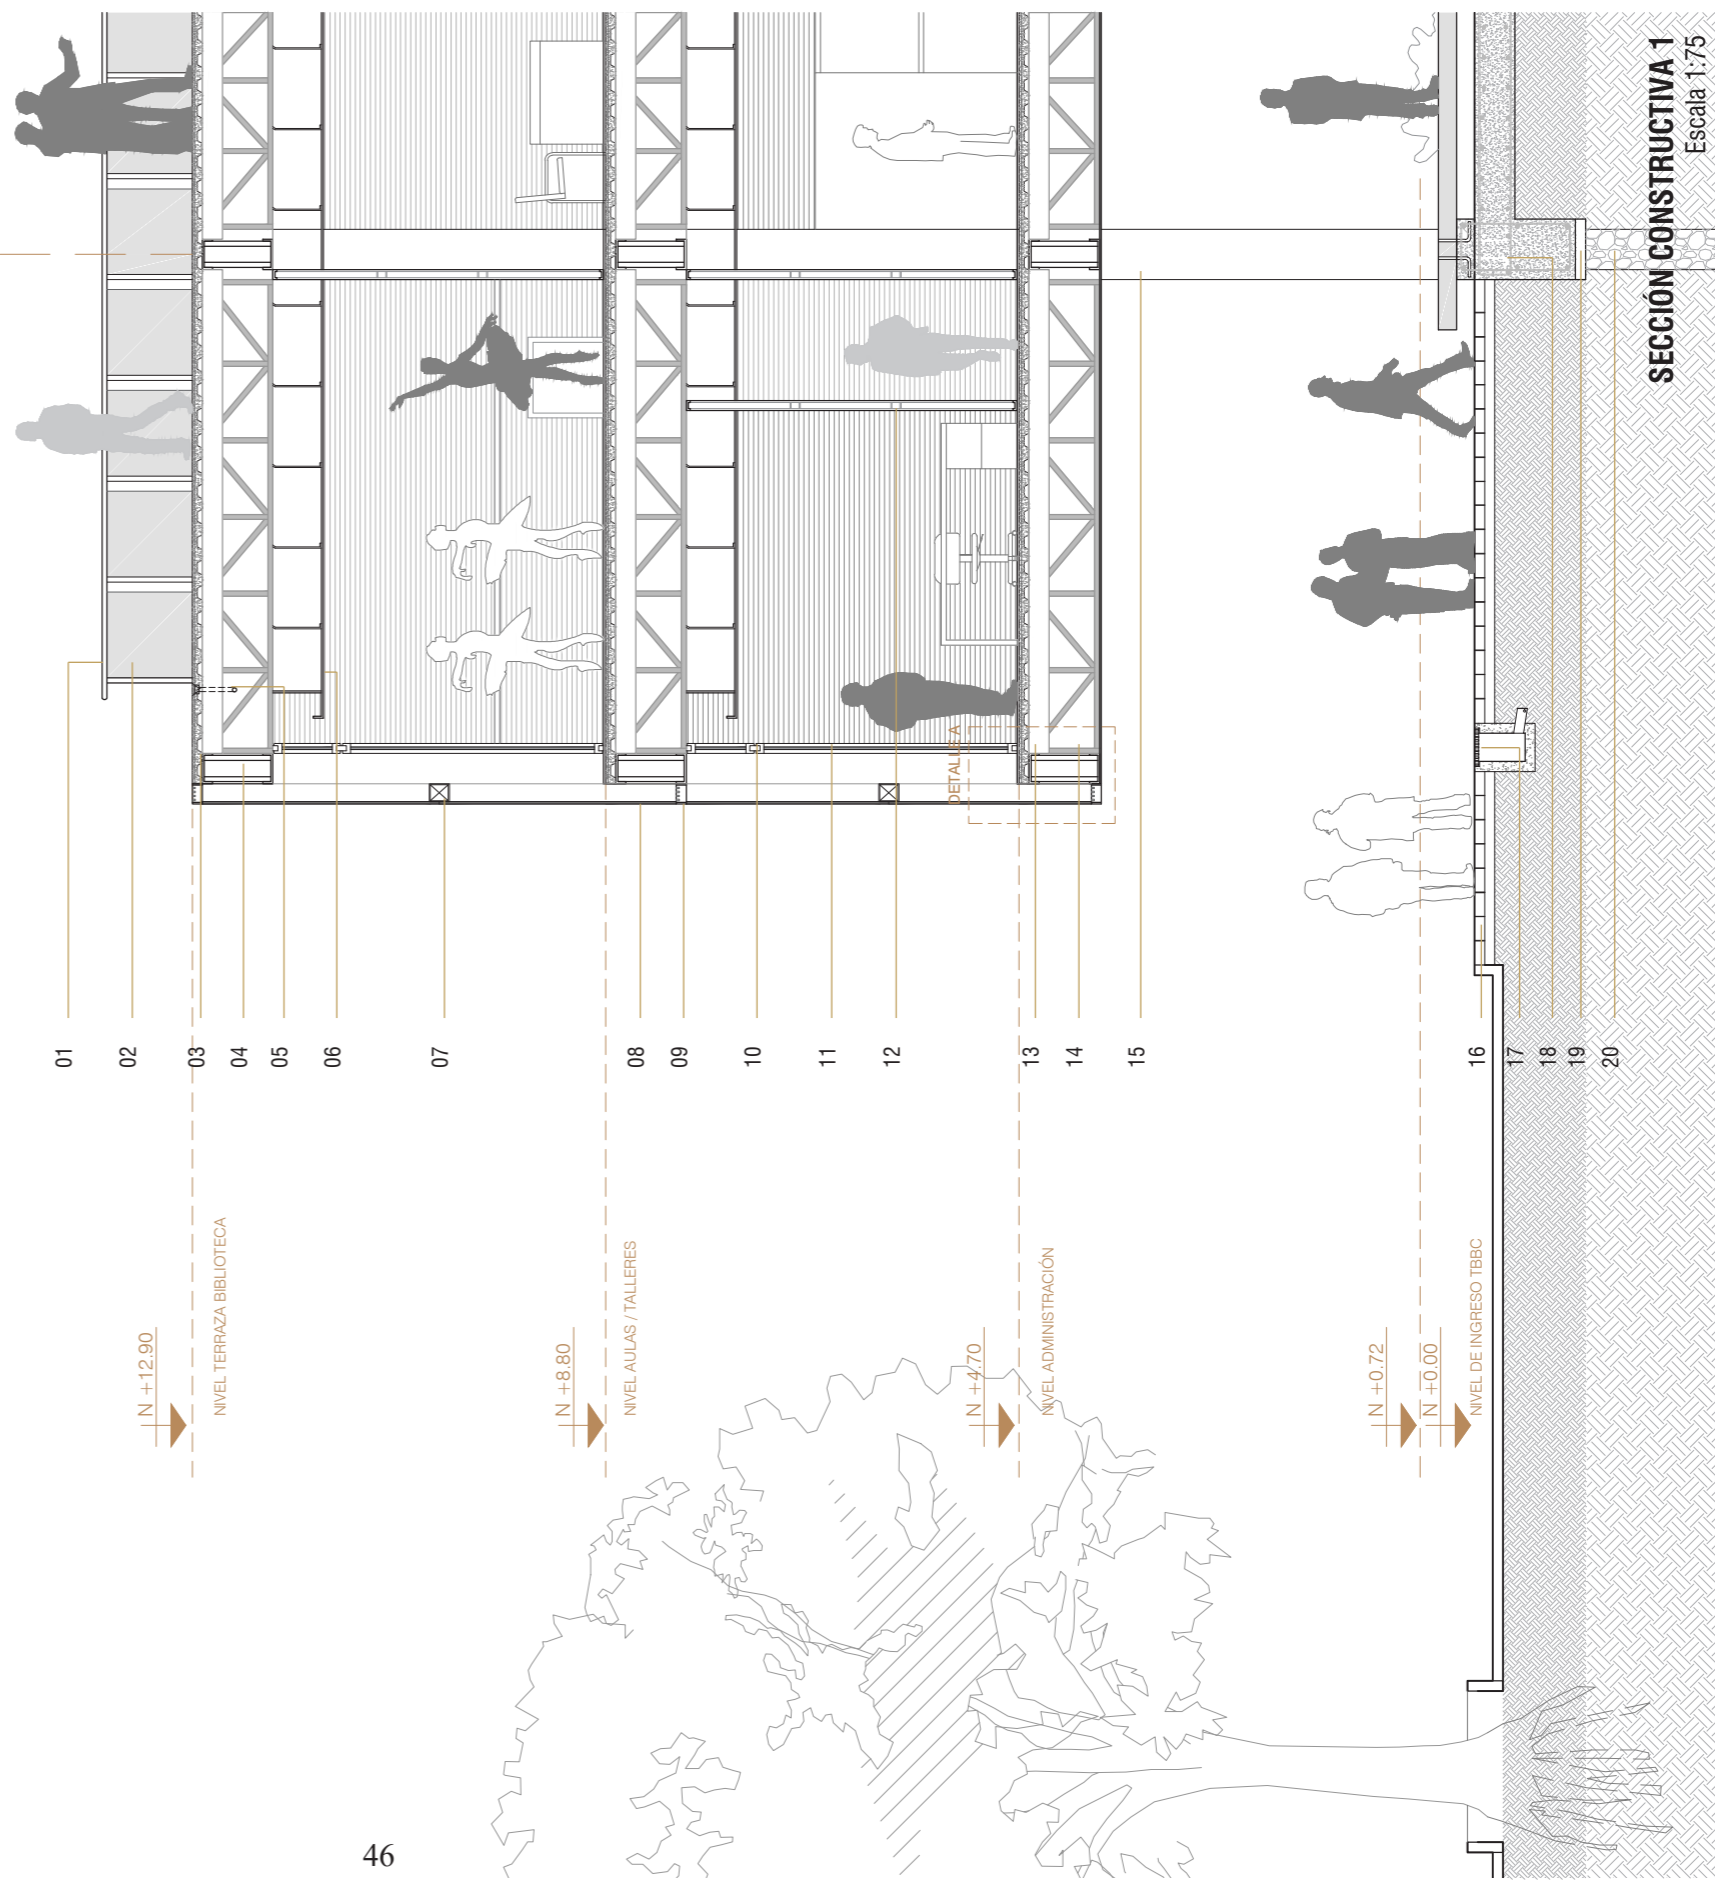 SECCIÓN CONSTRUCTIVA 1
Escala 1:75
01
02
03
04
05
06
07
08
09
10
11
12
13
14
15
16
17
18
19
20
DETALLE A
N +12.90
NIVEL TERRAZA BIBLIOTECA
N +8.80
NIVEL AULAS / TALLERES
N +4.70
NIVEL ADMINISTRACIÓN
N +0.72
N +0.00
NIVEL DE INGRESO TBBC
46